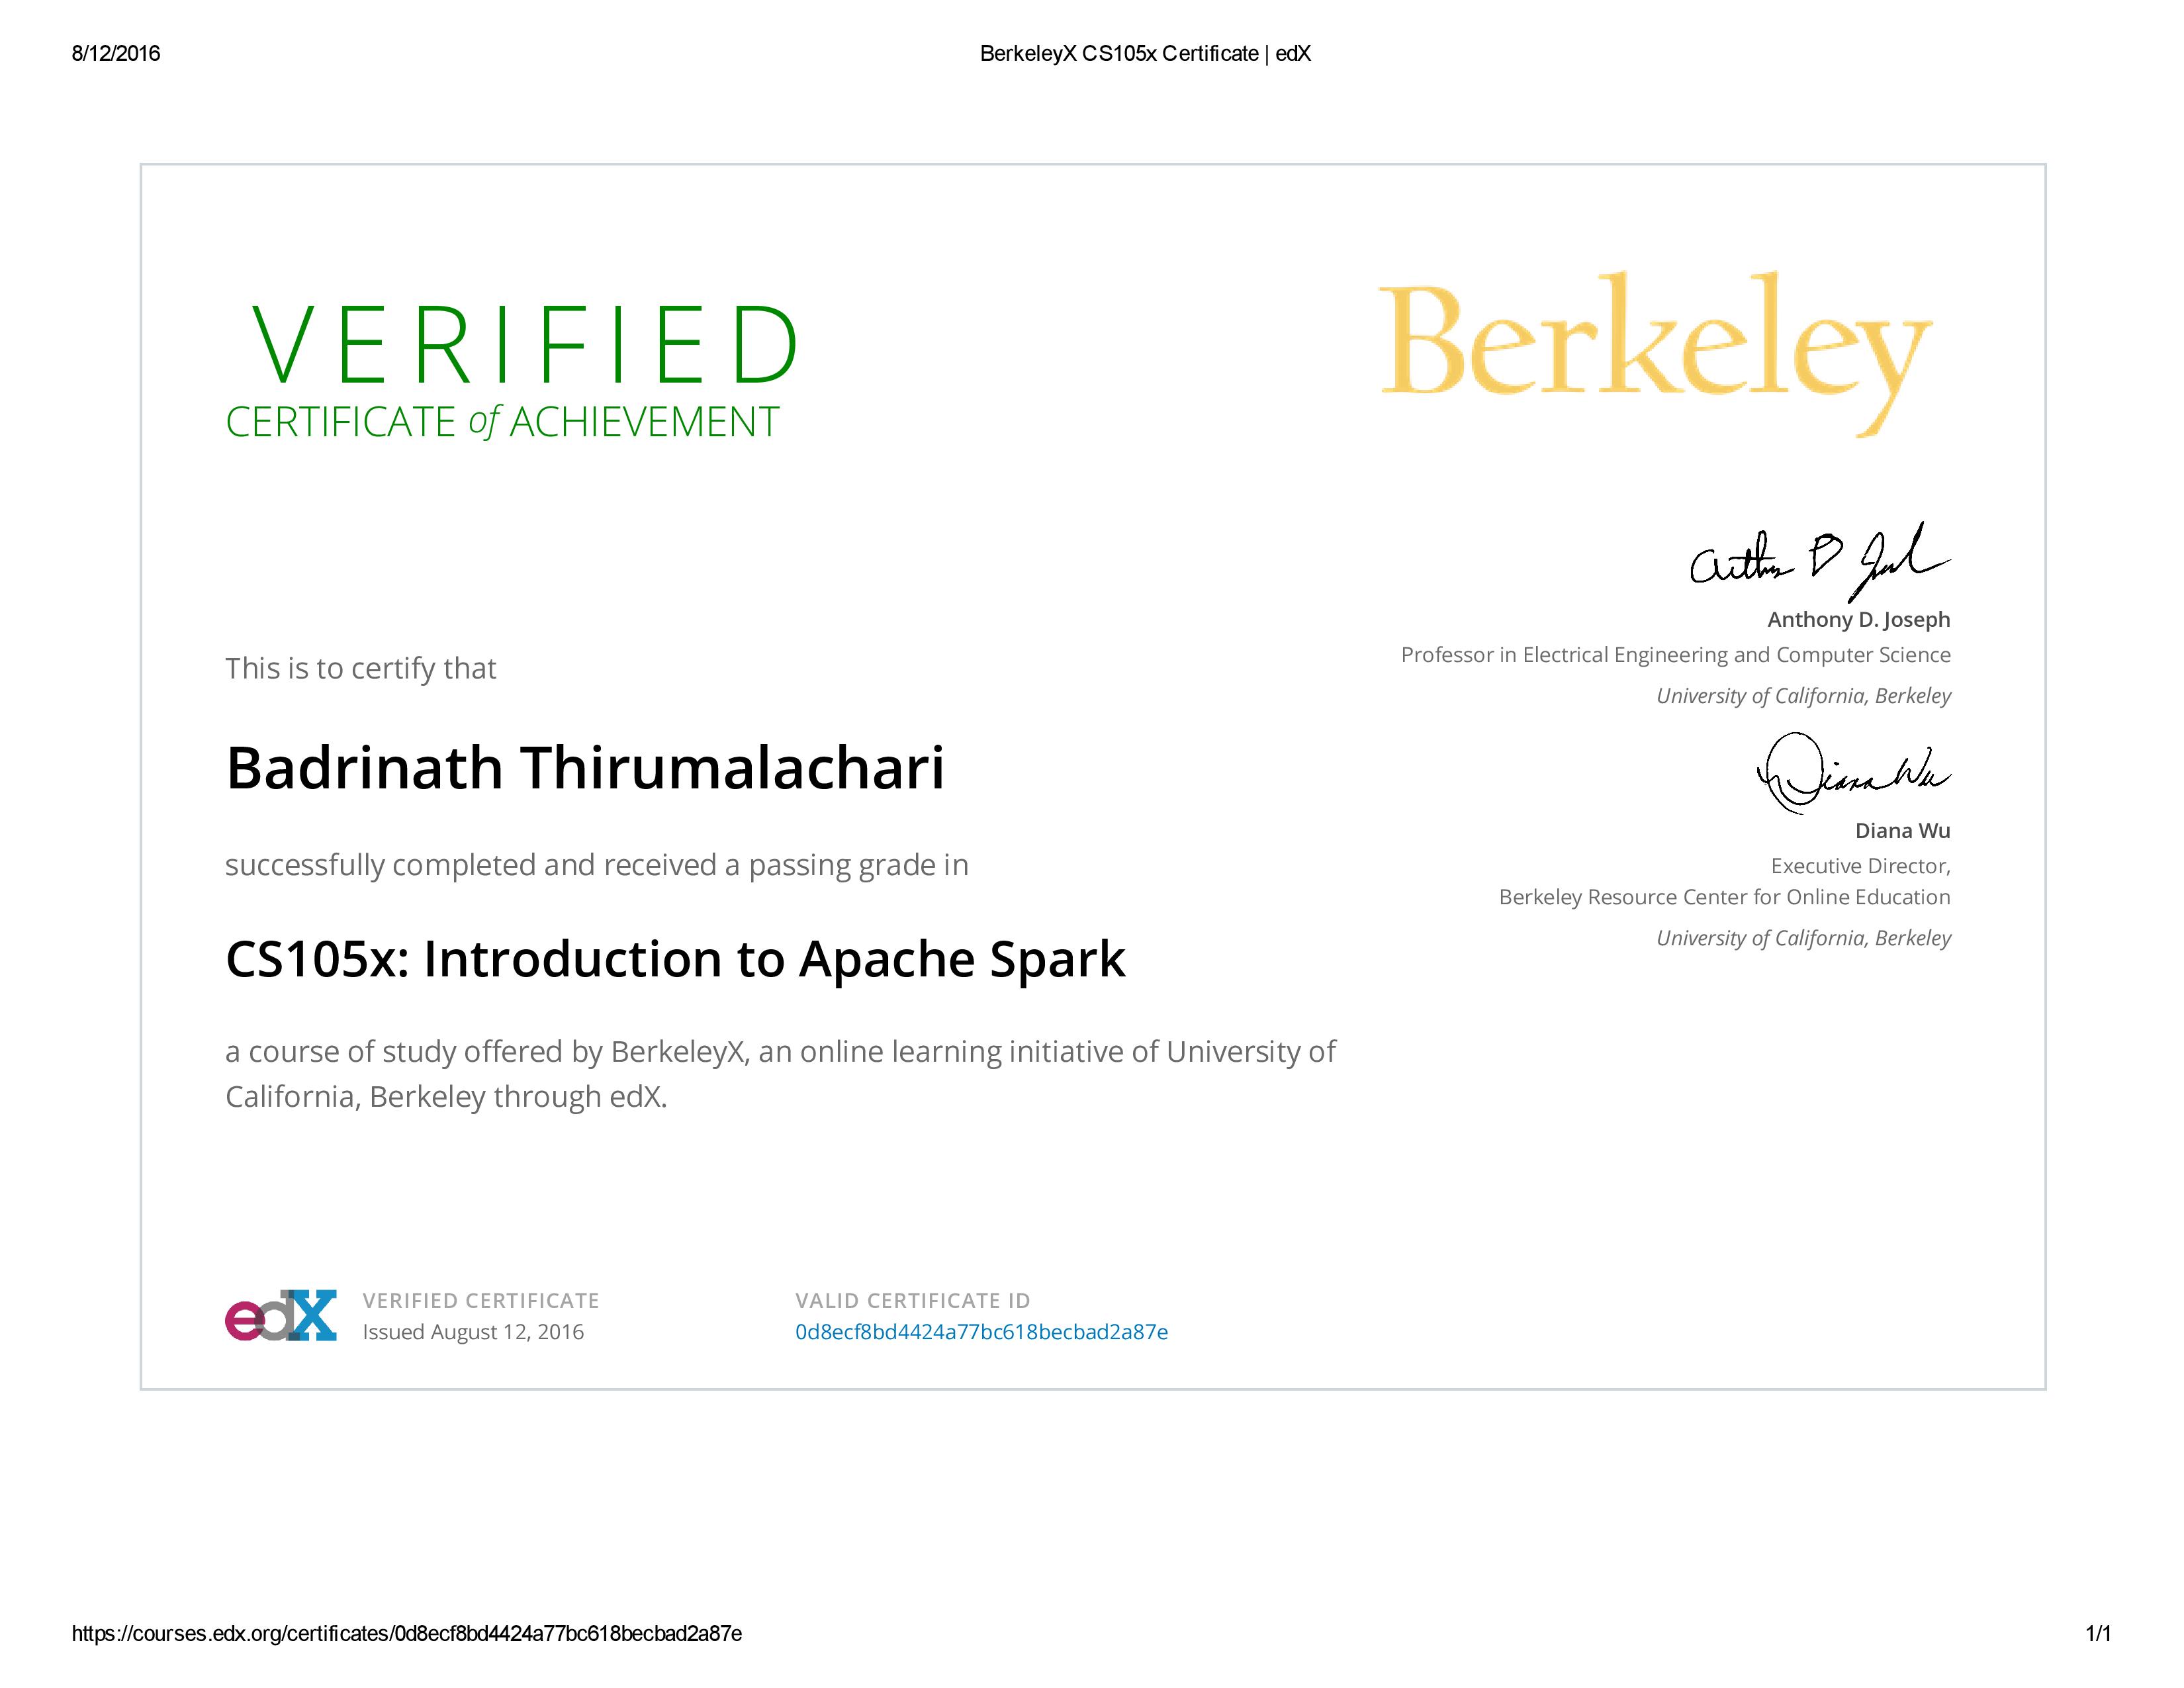 8/12/2016
BerkeleyX CS105x Certificate | edX
VERIFIED
CERTIFICATE of ACHIEVEMENT
Berkeley
This is to certify that
Badrinath Thirumalachari
successfully completed and received a passing grade in
CS105x: Introduction to Apache Spark
a course of study offered by BerkeleyX, an online learning initiative of University of
California, Berkeley through edX.
Anthony D. Joseph
Professor in Electrical Engineering and Computer Science
University of California, Berkeley
Diana Wu
Diana Wu
Executive Director,
Berkeley Resource Center for Online Education
University of California, Berkeley
edX
VERIFIED CERTIFICATE
Issued August 12, 2016
VALID CERTIFICATE ID
0d8ecf8bd4424a77bc618becbad2a87e
https://courses.edx.org/certificates/0d8ecf8bd4424a77bc618becbad2a87e
1/1